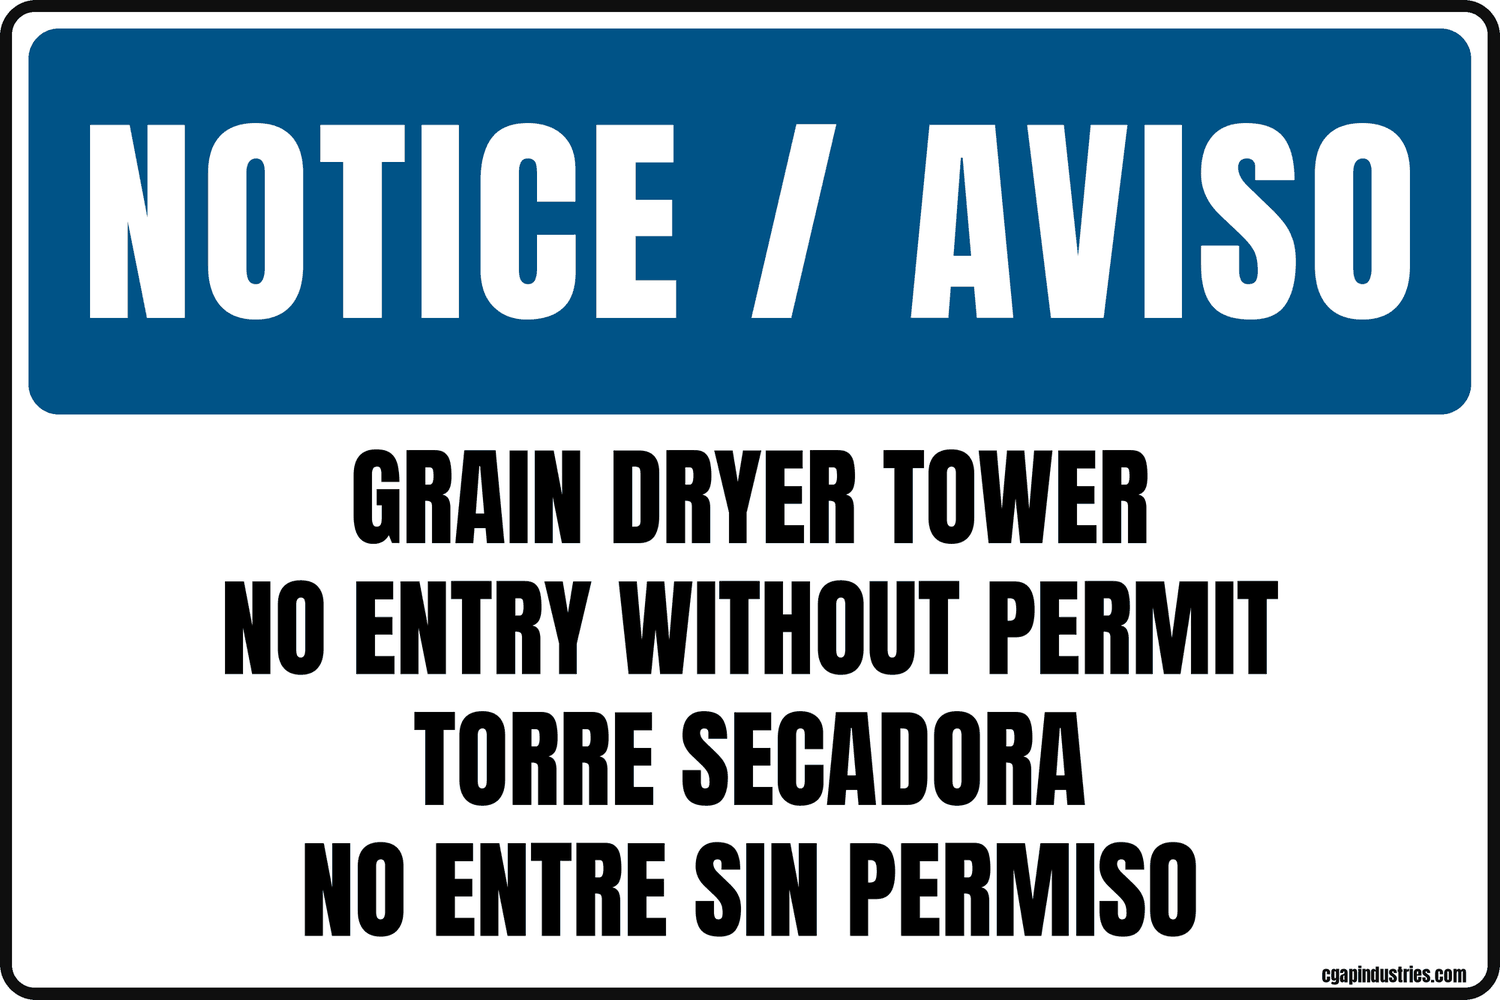 NOTICE / AVISO
GRAIN DRYER TOWER
NO ENTRY WITHOUT PERMIT
TORRE SECADORA
NO ENTRE SIN PERMISO
cgapindustries.com